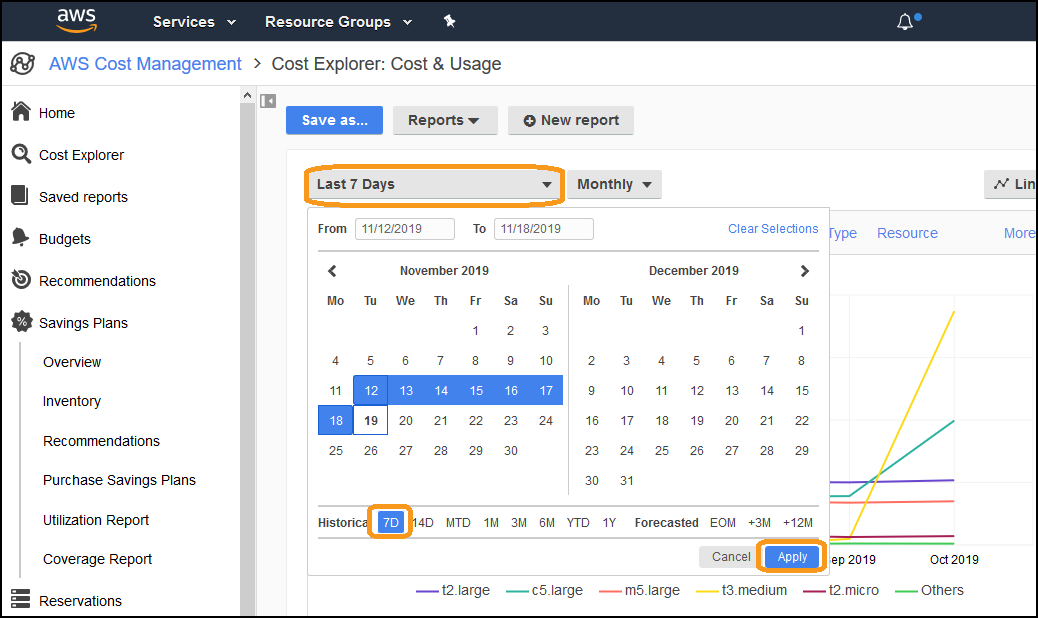 aws Services Resource Groups
AWS Cost Management > Cost Explorer: Cost & Usage
Home
Cost Explorer
Saved reports
Budgets
Recommendations
% Savings Plans
Overview
Inventory
Recommendations
Purchase Savings Plans
Utilization Report
Coverage Report
Reservations
Save as... Reports New report
Last 7 Days Monthly Lin
From 11/12/2019 To 11/18/2019 Clear Selections
Type Resource More
November 2019
Mo Tu We Th Fr Sa Su
1 2 3
4 5 6 7 8 9 10
11 12 13 14 15 16 17
18 19 20 21 22 23 24
25 26 27 28 29 30
December 2019
Mo Tu We Th Fr Sa Su
1
2 3 4 5 6 7 8
9 10 11 12 13 14 15
16 17 18 19 20 21 22
23 24 25 26 27 28 29
30 31
Historica 7D 14D MTD 1M 3M 6M YTD 1Y Forecasted EOM +3M +12M
Cancel Apply
ep 2019 Oct 2019
t2.large c5.large m5.large t3.medium t2.micro Others